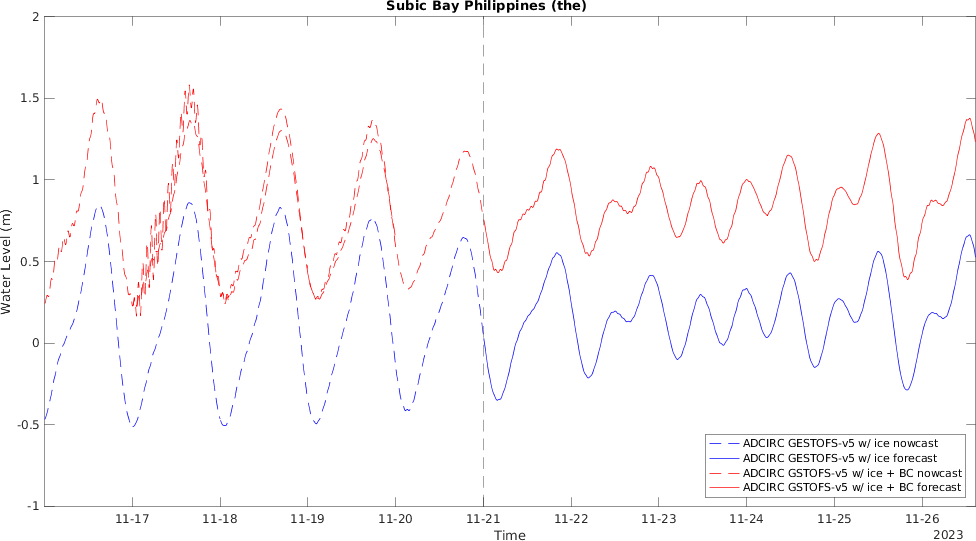 Subic Bay Philippines (the)
2
1.5
1
0.5
0
-0.5
-1
Water Level (m)
ADCIRC GESTOFS-v5 w/ ice nowcast
ADCIRC GESTOFS-v5 w/ ice forecast
ADCIRC GSTOFS-v5 w/ ice + BC nowcast
ADCIRC GSTOFS-v5 w/ ice + BC forecast
11-17 11-18 11-19 11-20 11-21 11-22 11-23 11-24 11-25 11-26
Time
2023